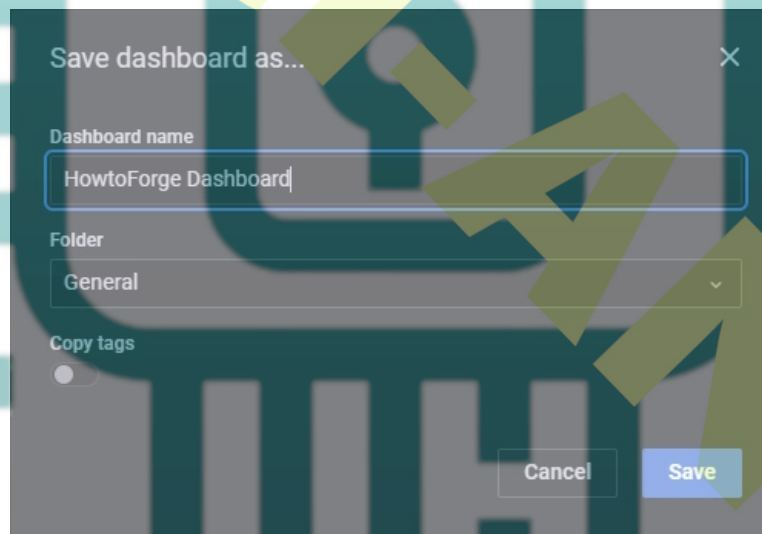 Save dashboard as...
Dashboard name
HowtoForge Dashboard
Folder
General
Copy tags
Cancel Save